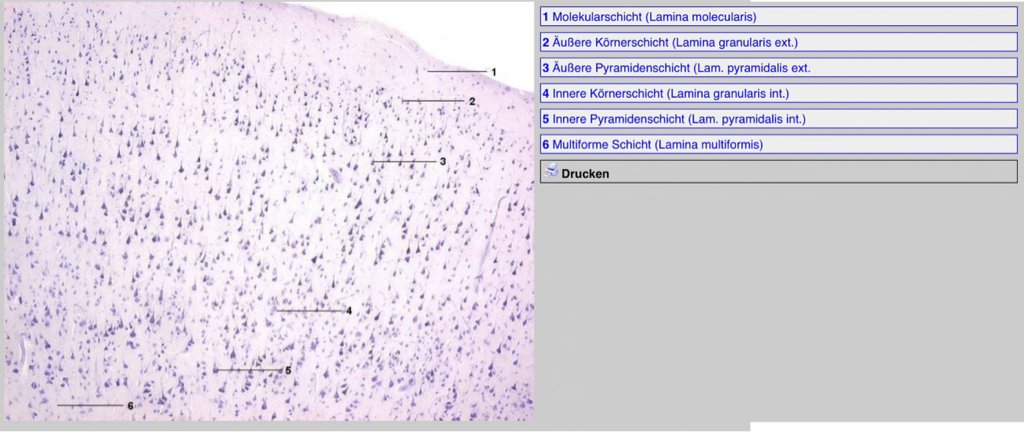 1
2
3
4
5
6
1 Molekularschicht (Lamina molecularis)
2 Äußere Körnerschicht (Lamina granularis ext.)
3 Äußere Pyramidenschicht (Lam. pyramidalis ext.
4 Innere Körnerschicht (Lamina granularis int.)
5 Innere Pyramidenschicht (Lam. pyramidalis int.)
6 Multiforme Schicht (Lamina multiformis)
Drucken